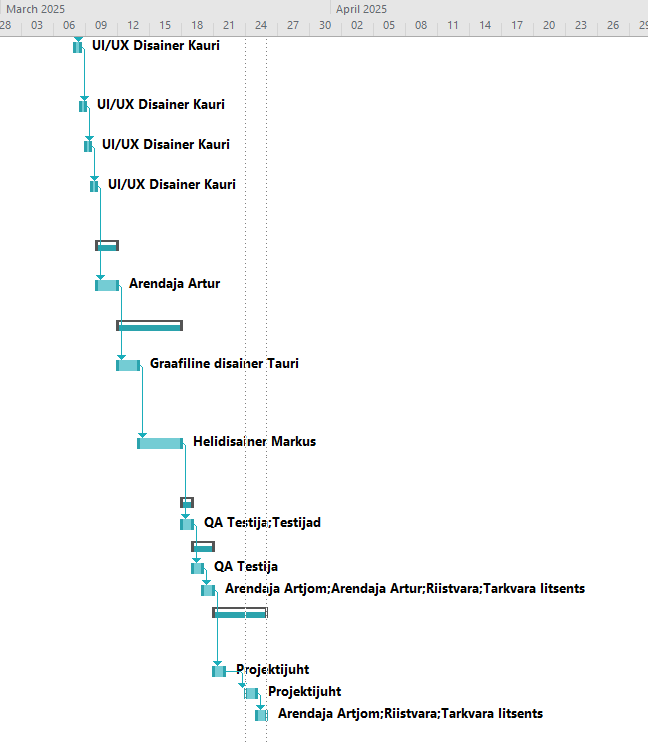 March 2025 April 2025
28 03 06 09 12 15 18 21 24 27 30 02 05 08 11 14 17 20 23 26 29
UI/UX Disainer Kauri
UI/UX Disainer Kauri
UI/UX Disainer Kauri
UI/UX Disainer Kauri
Arendaja Artur
Graafiline disainer Tauri
Helidisainer Markus
QA Testija;Testijad
QA Testija
Arendaja Artjom;Arendaja Artur;Riistvara;Tarkvara litsents
Projektijuht
Projektijuht
Arendaja Artjom;Riistvara;Tarkvara litsents